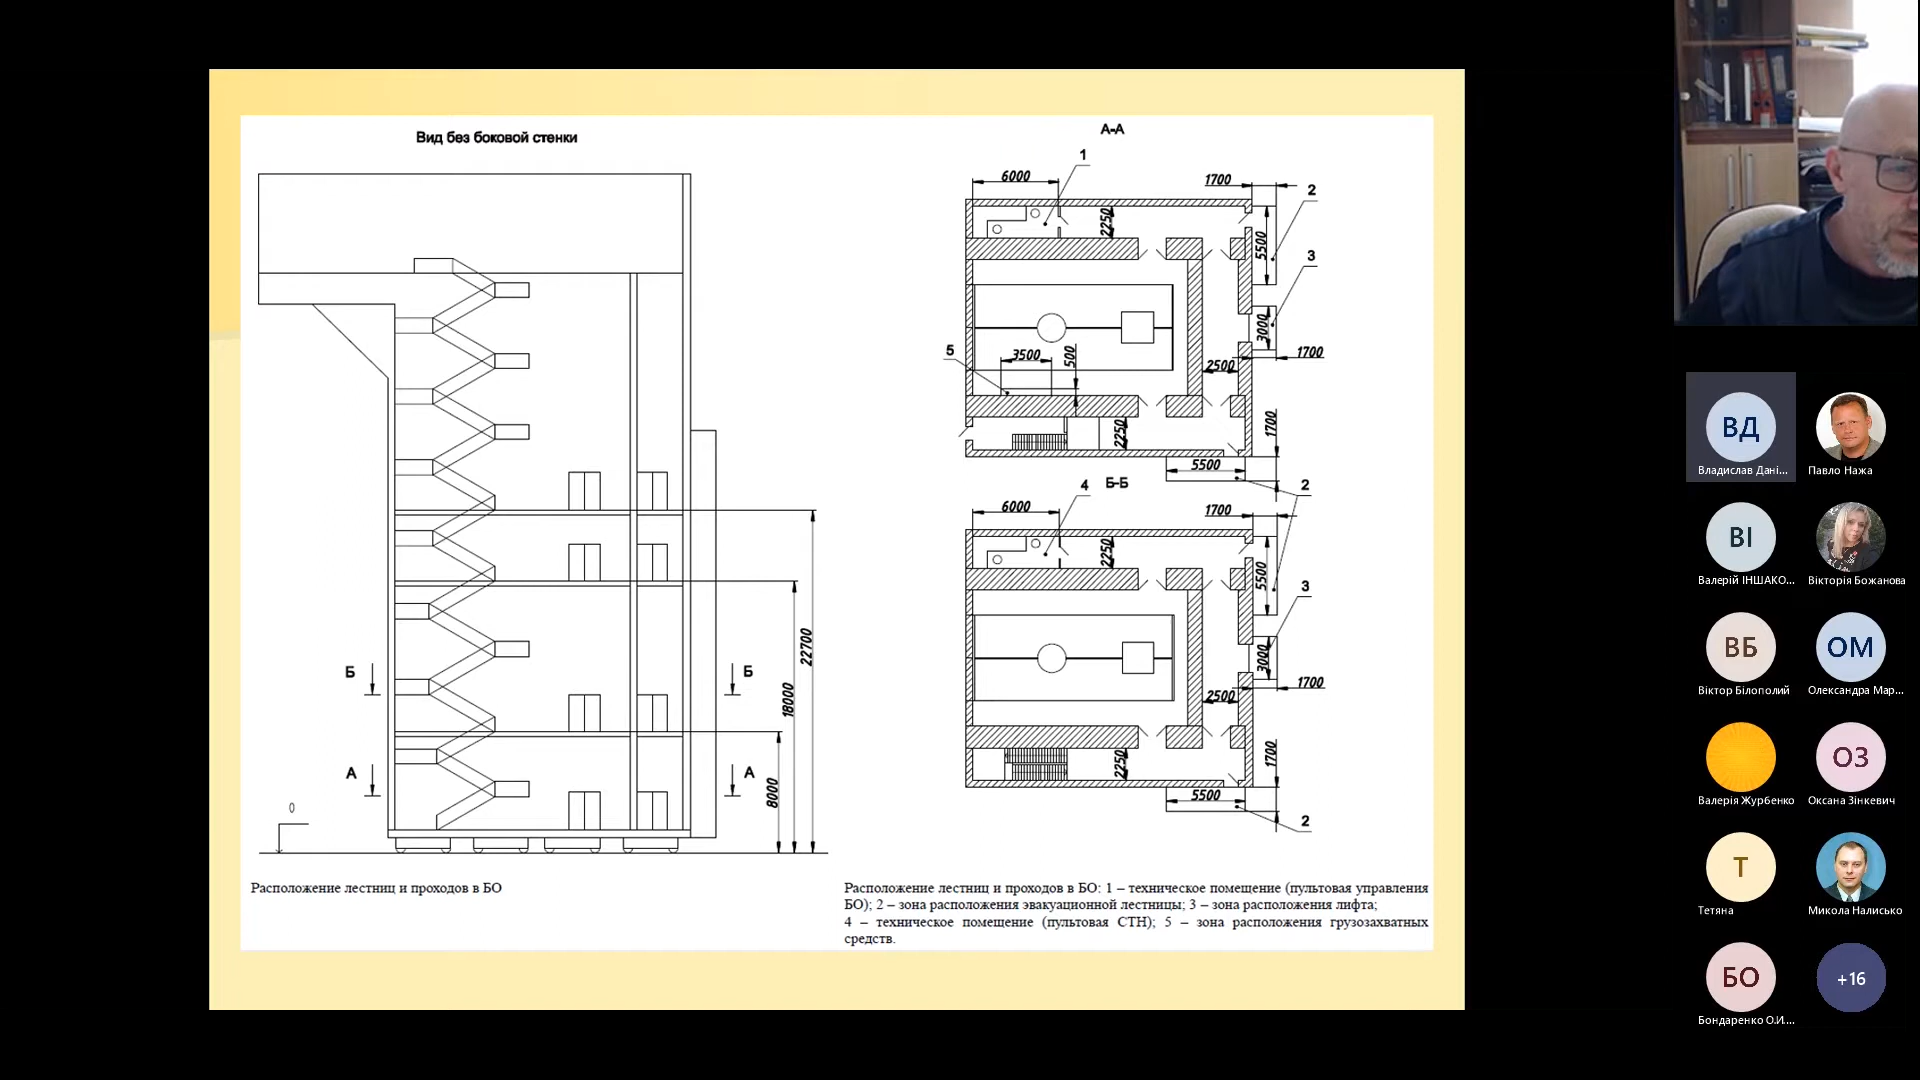 Вид без боковой стенки
Б
Б
А
А
0
8000
18000
22700
Расположение лестниц и проходов в БО
А-А
1
6000
1700
2
2250
5500
3
3000
5
3500
500
2500
1700
2250
1700
5500
Б-Б
4
2
6000
1700
2250
5500
3
3000
2500
1700
2250
1700
5500
2
Расположение лестниц и проходов в БО: 1 – техническое помещение (пультовая управления
БО); 2 – зона расположения эвакуационной лестницы; 3 – зона расположения лифта;
4 – техническое помещение (пультовая СТН); 5 – зона расположения грузозахватных
средств.
ВД
Владислав Дані...
Павло Нажа
ВІ
Валерій ІНШАКО...
Вікторія Божанова
ВБ
Віктор Білополий
ОМ
Олександра Мар...
Валерія Журбенко
ОЗ
Оксана Зінкевич
Т
Тетяна
Микола Налисько
БО
Бондаренко О.И....
+16